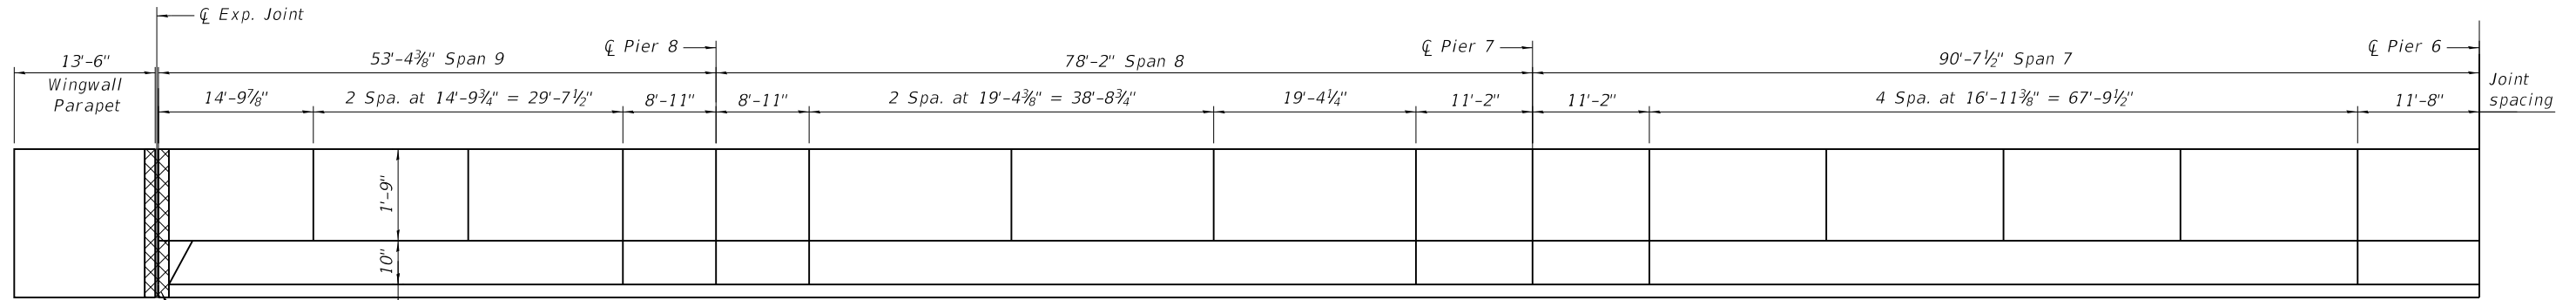 ℄ Exp. Joint
℄ Pier 8
℄ Pier 7
℄ Pier 6
13'-6"
Wingwall
Parapet
53'-4⅜" Span 9
78'-2" Span 8
90'-7½" Span 7
Joint
spacing
14'-9⅞"
2 Spa. at 14'-9¾" = 29'-7½"
8'-11"
8'-11"
2 Spa. at 19'-4⅜" = 38'-8¾"
19'-4¼"
11'-2"
11'-2"
4 Spa. at 16'-11⅜" = 67'-9½"
11'-8"
1'-9"
10"